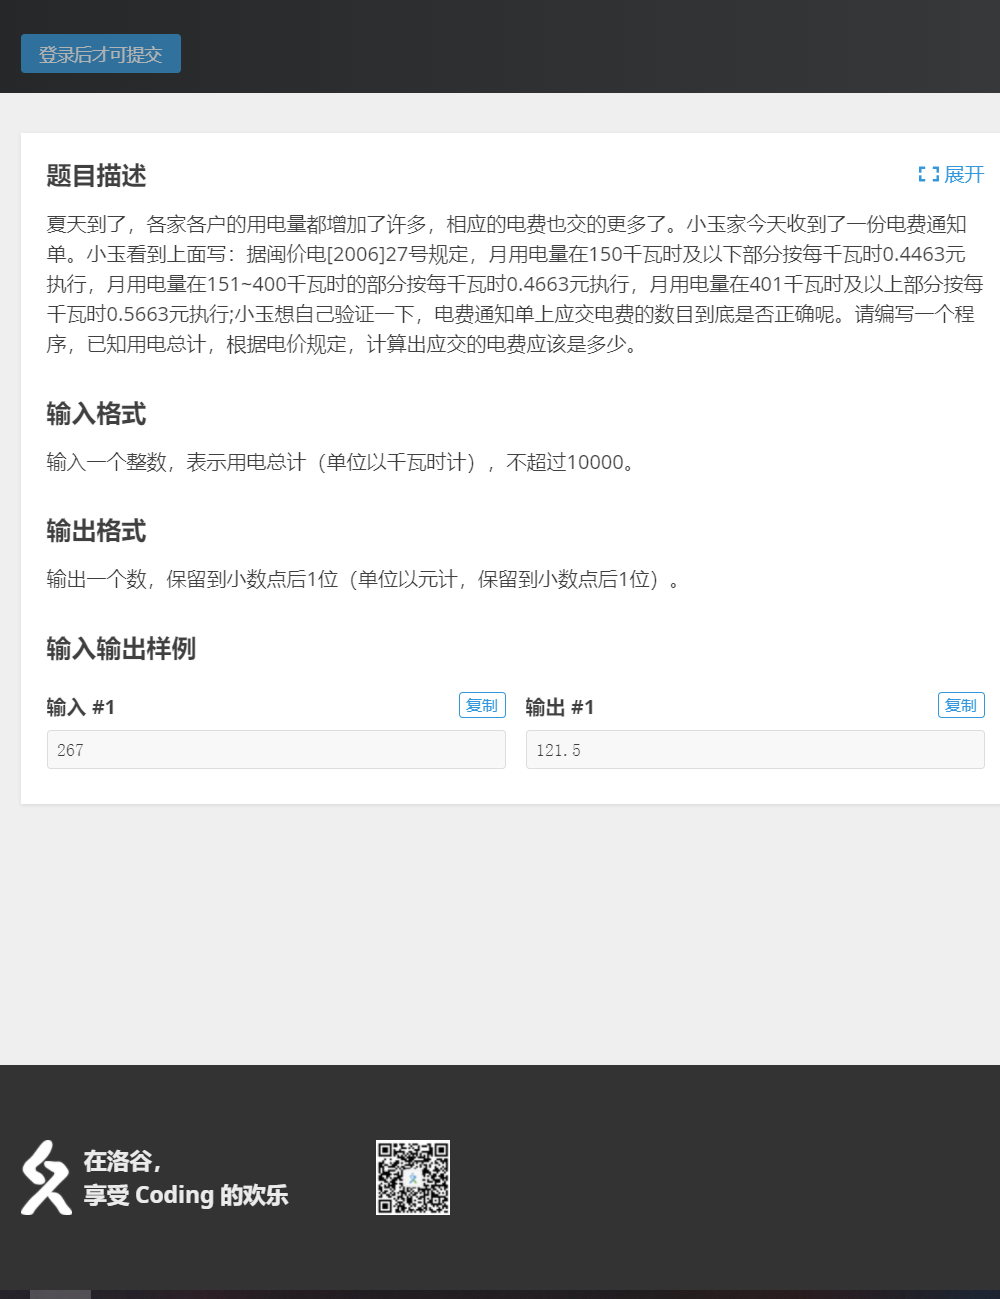 登录后才可提交
题目描述
展开
夏天到了，各家各户的用电量都增加了许多，相应的电费也交的更多了。小玉家今天收到了一份电费通知
单。小玉看到上面写：据闽价电[2006]27号规定，月用电量在150千瓦时及以下部分按每千瓦时0.4463元
执行，月用电量在151~400千瓦时的部分按每千瓦时0.4663元执行，月用电量在401千瓦时及以上部分按每
千瓦时0.5663元执行;小玉想自己验证一下，电费通知单上应交电费的数目到底是否正确呢。请编写一个程
序，已知用电总计，根据电价规定，计算出应交的电费应该是多少。
输入格式
输入一个整数，表示用电总计（单位以千瓦时计），不超过10000。
输出格式
输出一个数，保留到小数点后1位（单位以元计，保留到小数点后1位）。
输入输出样例
输入 #1
复制
输出 #1
复制
267
121.5
在洛谷，
享受 Coding 的欢乐